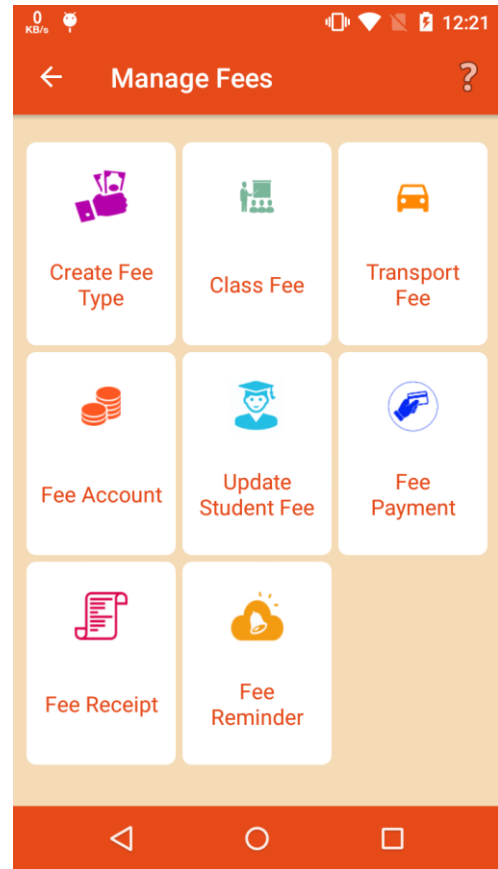 0
KB/s
12:21
Manage Fees
?
Create Fee
Type
Class Fee
Transport
Fee
Fee Account
Update
Student Fee
Fee
Payment
Fee Receipt
Fee
Reminder